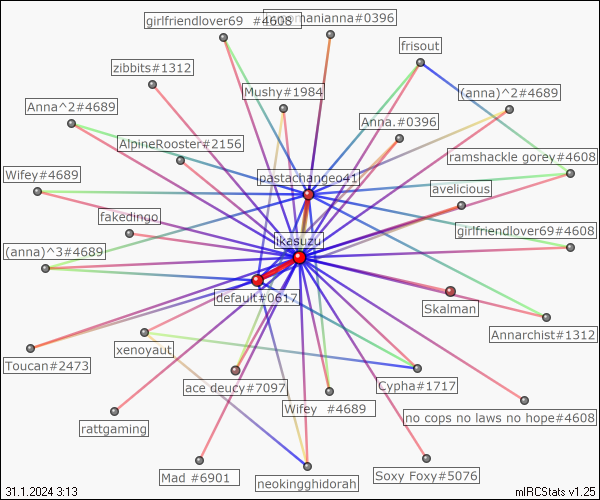 girlfriendlover69 #4608
manianna#0396
frisout
zibbits#1312
Mushy#1984
(anna)^2#4689
Anna^2#4689
Anna.#0396
AlpineRooster#2156
ramshackle gorey#4608
Wifey#4689
pastachangeo41
avelicious
fakedingo
girlfriendlover69#4608
(anna)^3#4689
ikasuzu
default#0617
Skalman
Annarchist#1312
xenoyaut
Toucan#2473
ace deucy#7097
Cypha#1717
Wifey #4689
no cops no laws no hope#4608
rattgaming
Mad #6901
neokingghidorah
Soxy Foxy#5076
31.1.2024 3:13
mIRCStats v1.25